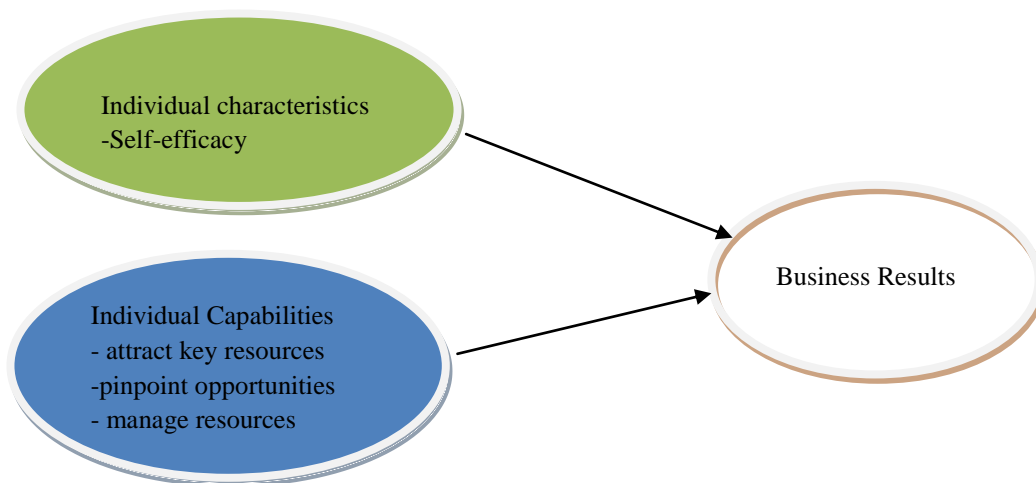 Individual characteristics
-Self-efficacy
Individual Capabilities
- attract key resources
-pinpoint opportunities
- manage resources
Business Results